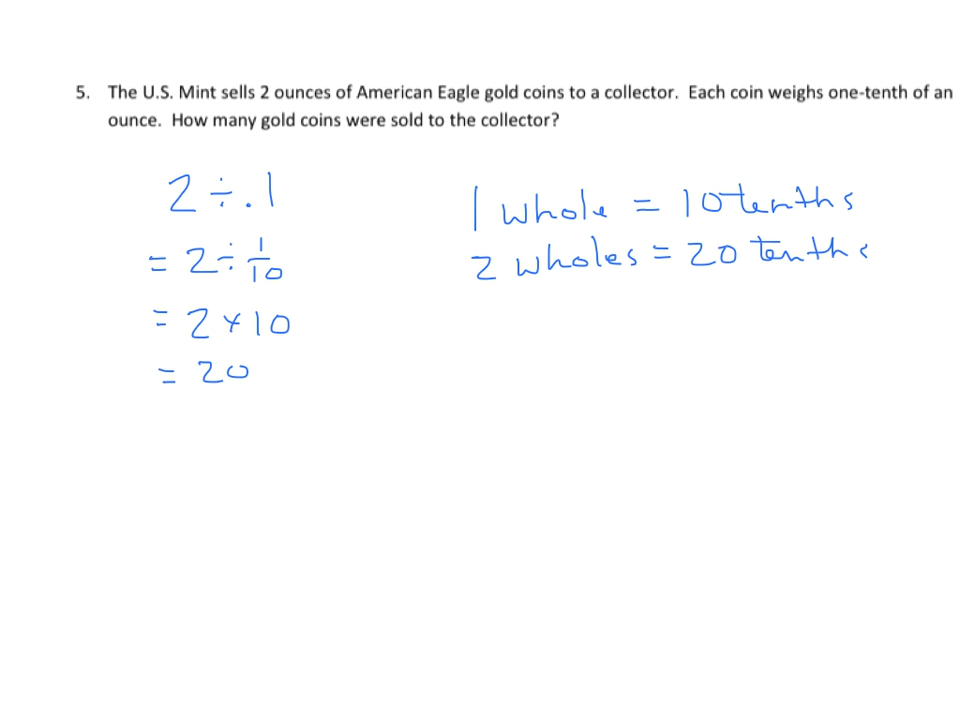 5. The U.S. Mint sells 2 ounces of American Eagle gold coins to a collector. Each coin weighs one-tenth of an
ounce. How many gold coins were sold to the collector?
2 ÷ .1
= 2 ÷ 1/10
= 2 × 10
= 20
1 whole = 10 tenths
2 wholes = 20 tenths